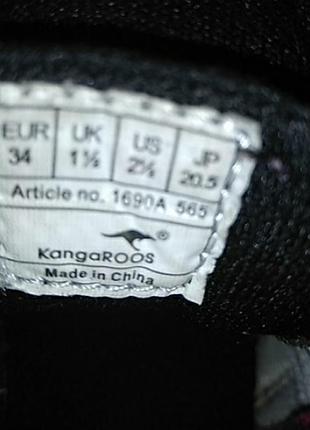 EUR UK US JP
34 1½ 2½ 20.5
Article no. 1690A 565
KangaROOS
Made in China